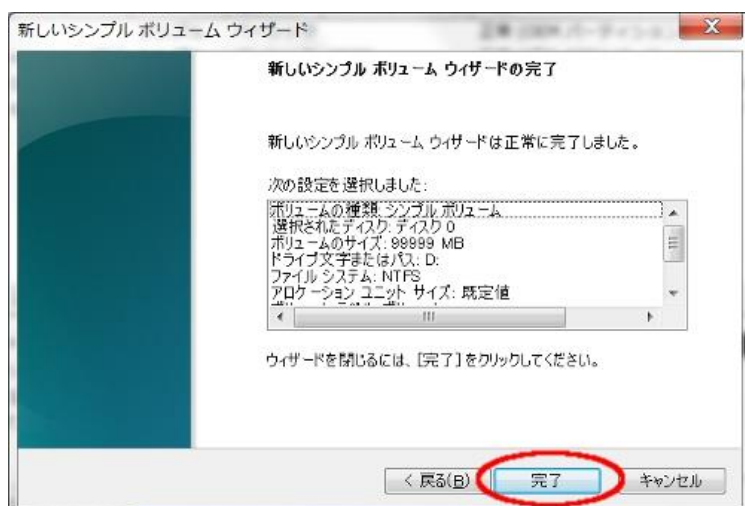 新しいシンプル ボリューム ウィザード
新しいシンプル ボリューム ウィザードの完了
新しいシンプル ボリューム ウィザードは正常に完了しました。
次の設定を選択しました:
ボリュームの種類: シンプル ボリューム
選択されたディスク: ディスク 0
ボリュームのサイズ: 99999 MB
ドライブ文字またはパス: D:
ファイル システム: NTFS
アロケーション ユニット サイズ: 既定値
ウィザードを閉じるには、[完了] をクリックしてください。
< 戻る(B)
完了
キャンセル